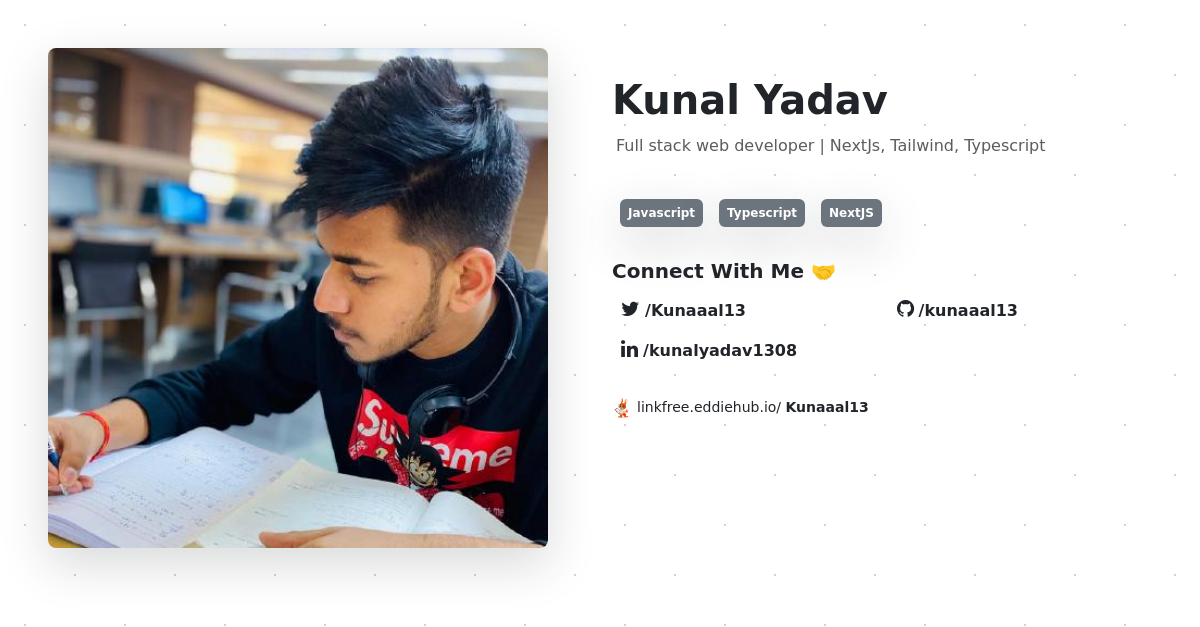 Kunal Yadav
Full stack web developer | NextJs, Tailwind, Typescript
Javascript Typescript NextJS
Connect With Me 🤝
/Kunaaal13 /kunaaal13
/kunalyadav1308
linkfree.eddiehub.io/ Kunaaal13